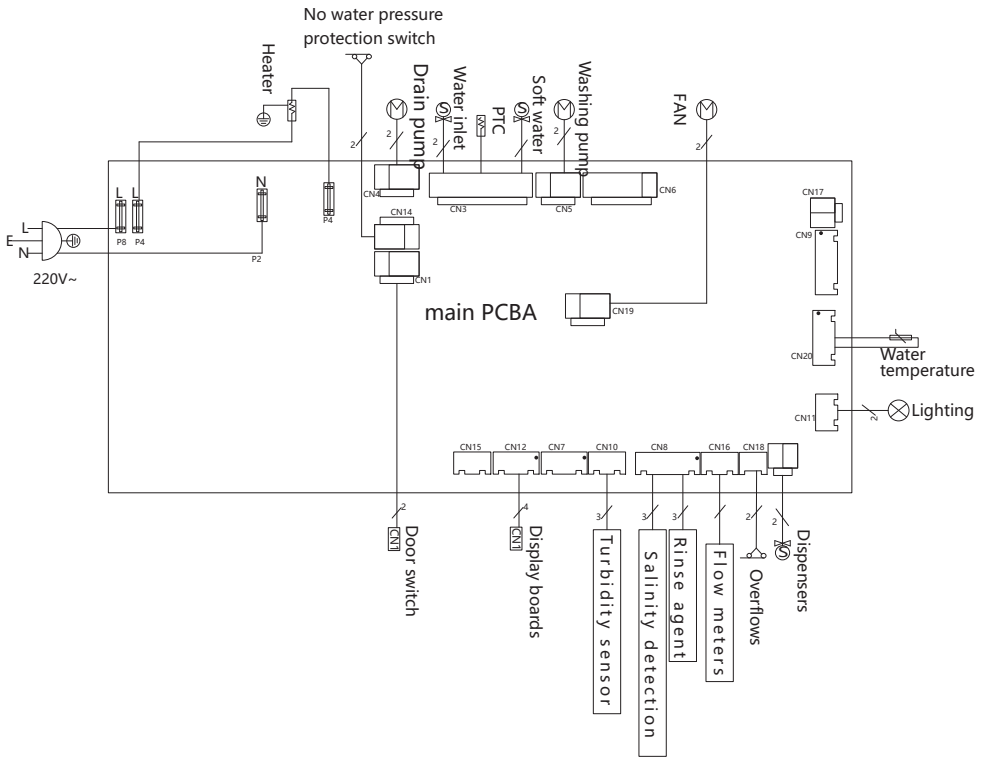 No water pressure
protection switch
Heater
Drain pump
Water inlet
PTC
Soft water
Washing pump
FAN
2
2
2
2
2
2
CN4
CN3
CN5
CN6
CN17
L
L
N
P8
P4
P2
P4
CN14
CN9
L
E
N
220V~
CN1
main PCBA
CN19
CN20
Water
temperature
CN11
2
Lighting
CN15
CN12
CN7
CN10
CN8
CN16
CN18
2
4
3
3
3
2
2
CN1
Door switch
CN1
Display boards
Turbidity sensor
Salinity detection
Rinse agent
Flow meters
Overflows
S
Dispensers
M
S
S
M
M